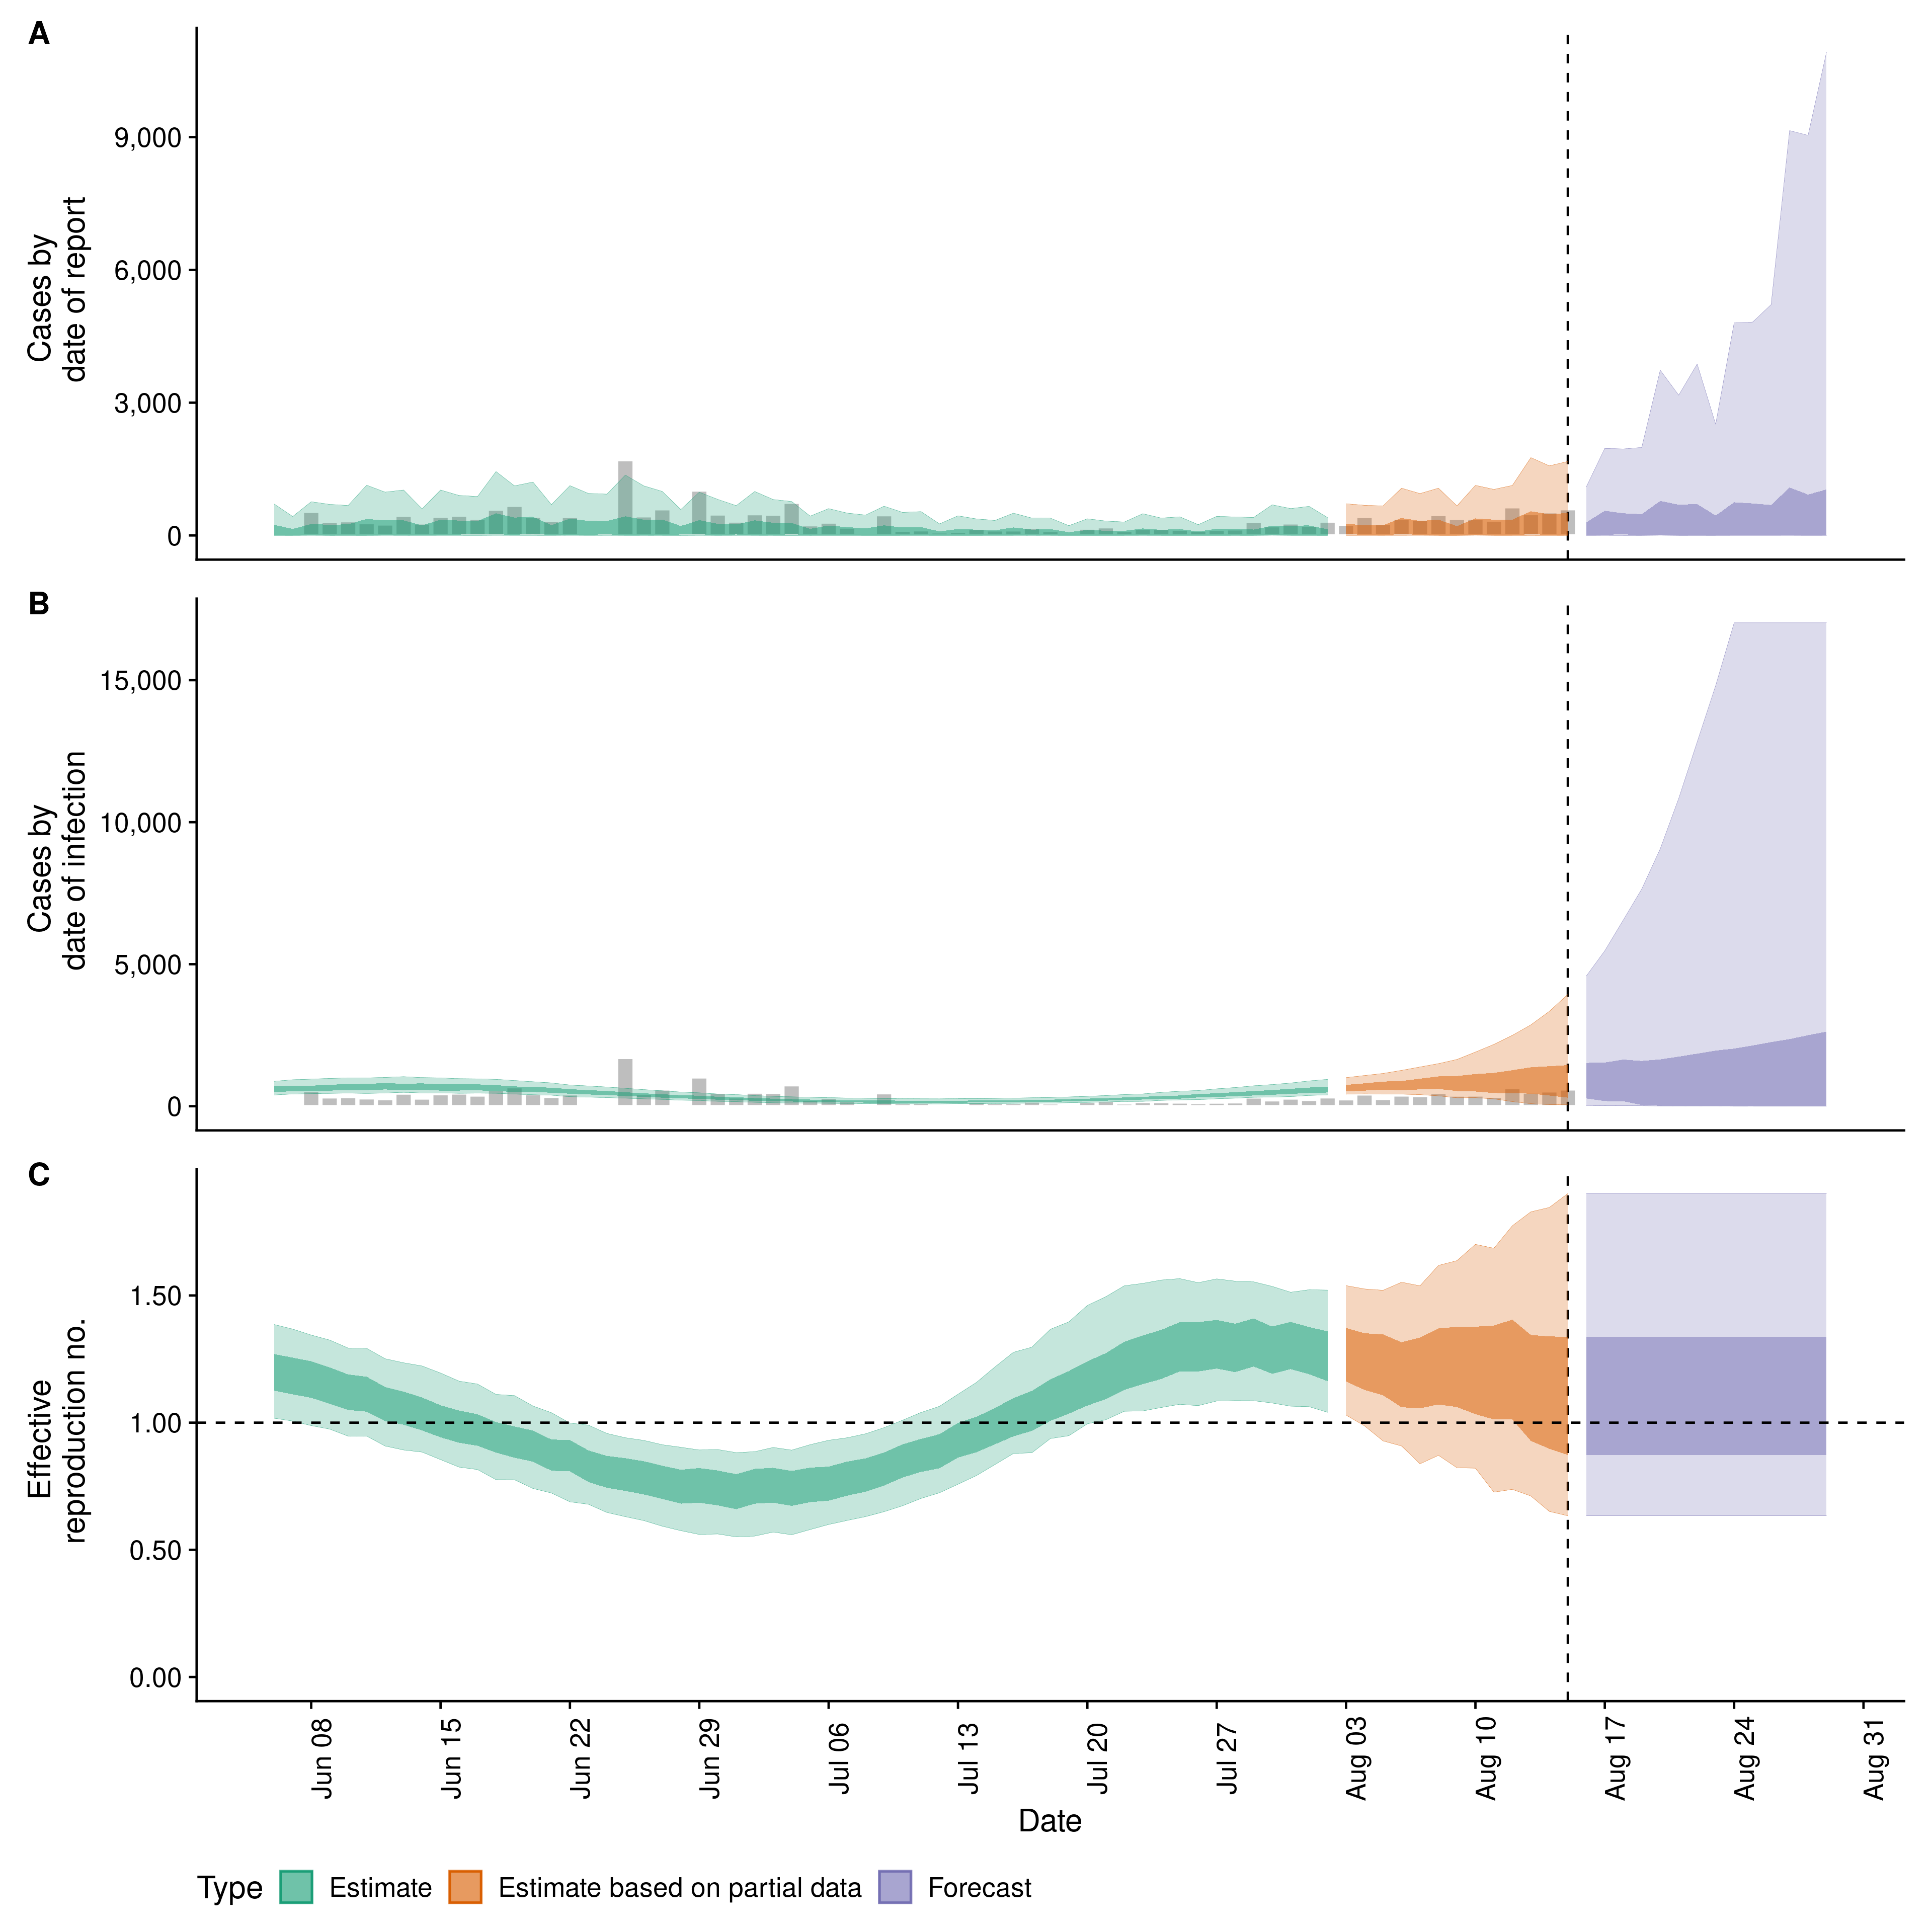 A
Cases by
date of report
9,000
6,000
3,000
0
B
Cases by
date of infection
15,000
10,000
5,000
0
C
Effective
reproduction no.
1.50
1.00
0.50
0.00
Jun 08
Jun 15
Jun 22
Jun 29
Jul 06
Jul 13
Jul 20
Jul 27
Aug 03
Aug 10
Aug 17
Aug 24
Aug 31
Date
Type Estimate Estimate based on partial data Forecast